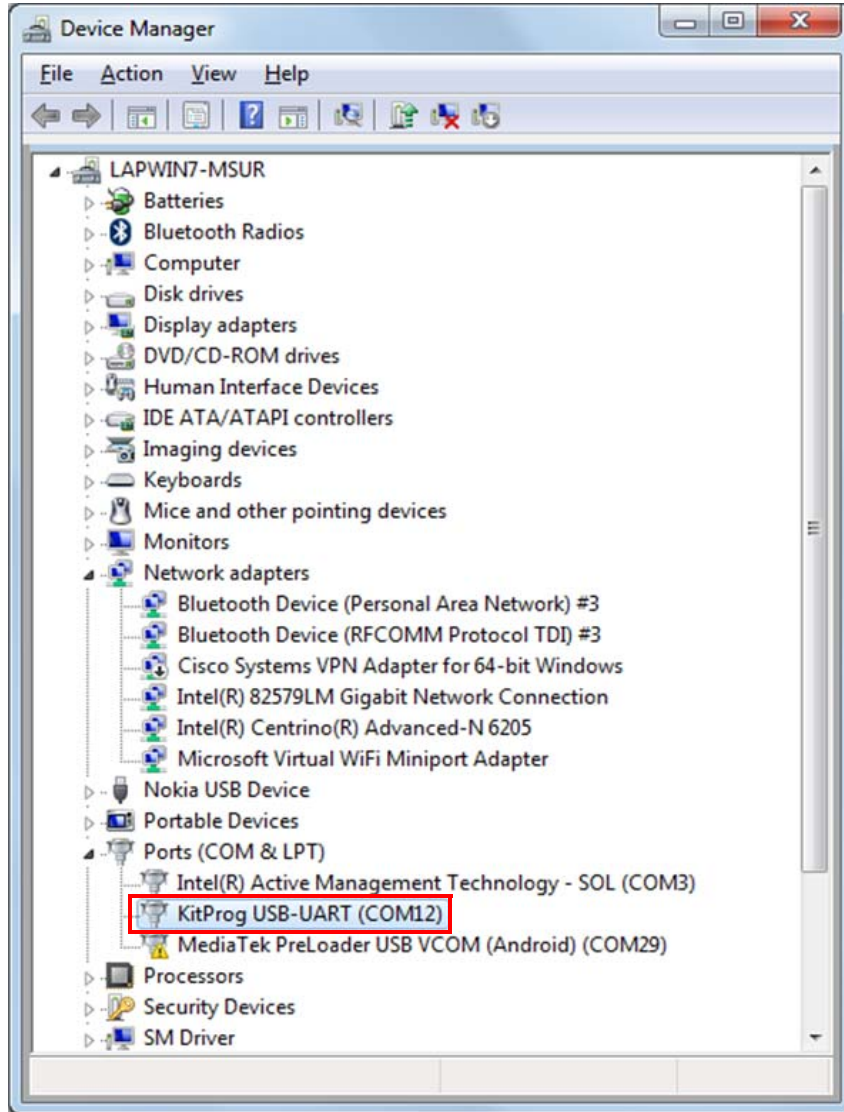 Device Manager
File Action View Help
LAPWIN7-MSUR
Batteries
Bluetooth Radios
Computer
Disk drives
Display adapters
DVD/CD-ROM drives
Human Interface Devices
IDE ATA/ATAPI controllers
Imaging devices
Keyboards
Mice and other pointing devices
Monitors
Network adapters
Bluetooth Device (Personal Area Network) #3
Bluetooth Device (RFCOMM Protocol TDI) #3
Cisco Systems VPN Adapter for 64-bit Windows
Intel(R) 82579LM Gigabit Network Connection
Intel(R) Centrino(R) Advanced-N 6205
Microsoft Virtual WiFi Miniport Adapter
Nokia USB Device
Portable Devices
Ports (COM & LPT)
Intel(R) Active Management Technology - SOL (COM3)
KitProg USB-UART (COM12)
MediaTek PreLoader USB VCOM (Android) (COM29)
Processors
Security Devices
SM Driver